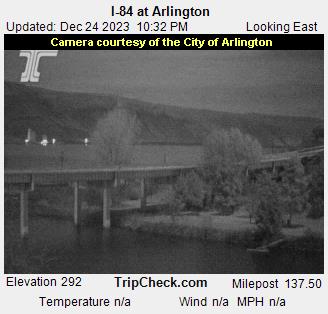 I-84 at Arlington
Updated: Dec 24 2023 10:32 PM Looking East
Camera courtesy of the City of Arlington
Elevation 292 TripCheck.com Milepost 137.50
Temperature n/a Wind n/a MPH n/a